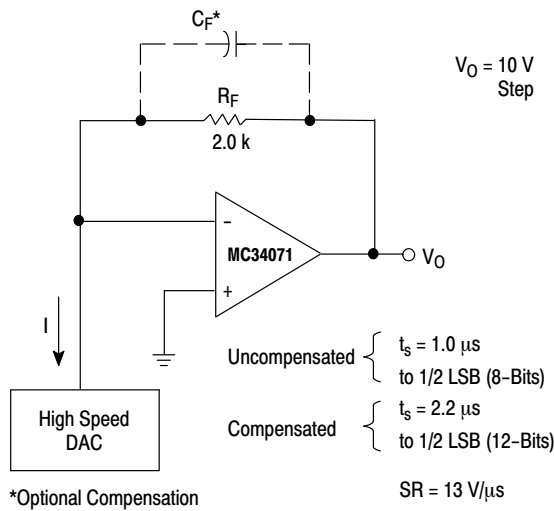 C_F*
V_O = 10 V
Step
R_F
2.0 k
–
MC34071
+
V_O
I
High Speed
DAC
Uncompensated
t_s = 1.0 μs
to 1/2 LSB (8–Bits)
Compensated
t_s = 2.2 μs
to 1/2 LSB (12–Bits)
*Optional Compensation
SR = 13 V/μs